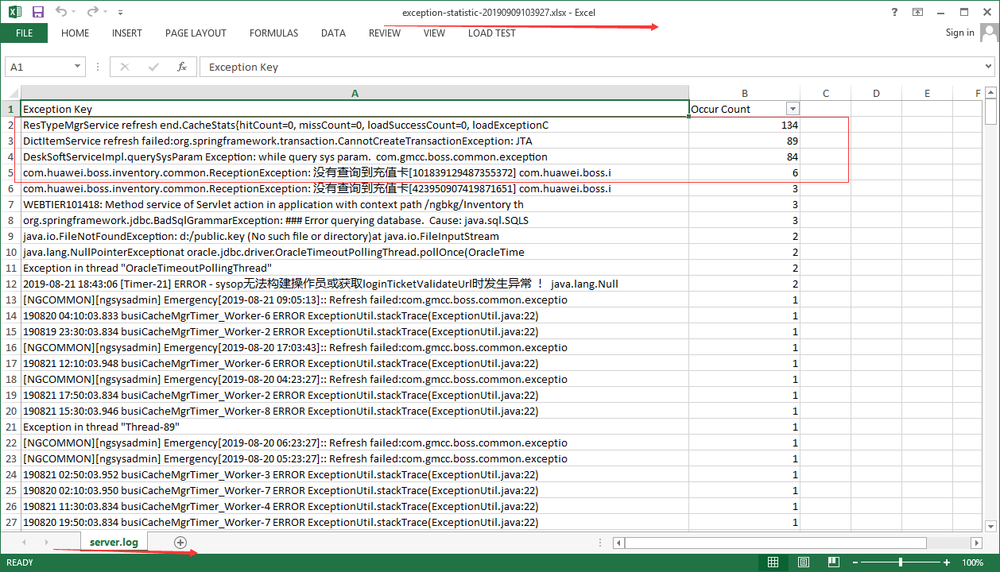 exception-statistic-20190909103927.xlsx - Excel
?
FILE HOME INSERT PAGE LAYOUT FORMULAS DATA REVIEW VIEW LOAD TEST Sign in
A1 fx Exception Key
A B C D E F
1 Exception Key Occur Count
2 ResTypeMgrService refresh end.CacheStats{hitCount=0, missCount=0, loadSuccessCount=0, loadExceptionC 134
3 DictItemService refresh failed:org.springframework.transaction.CannotCreateTransactionException: JTA 89
4 DeskSoftServiceImpl.querySysParam Exception: while query sys param.  com.gmcc.boss.common.exception 84
5 com.huawei.boss.inventory.common.ReceptionException: 没有查询到充值卡[101839129487355372] com.huawei.boss.i 6
6 com.huawei.boss.inventory.common.ReceptionException: 没有查询到充值卡[423950907419871651] com.huawei.boss.i 3
7 WEBTIER101418: Method service of Servlet action in application with context path /ngbkg/Inventory th 3
8 org.springframework.jdbc.BadSqlGrammarException: ### Error querying database.  Cause: java.sql.SQLS 3
9 java.io.FileNotFoundException: d:/public.key (No such file or directory)at java.io.FileInputStream 2
10 java.lang.NullPointerExceptionat oracle.jdbc.driver.OracleTimeoutPollingThread.pollOnce(OracleTime 2
11 Exception in thread "OracleTimeoutPollingThread" 2
12 2019-08-21 18:43:06 [Timer-21] ERROR - sysop无法构建操作员或获取loginTicketValidateUrl时发生异常 ！ java.lang.Null 2
13 [NGCOMMON][ngsysadmin] Emergency[2019-08-21 09:05:13]:: Refresh failed:com.gmcc.boss.common.exceptio 1
14 190820 04:10:03.833 busiCacheMgrTimer_Worker-6 ERROR ExceptionUtil.stackTrace(ExceptionUtil.java:22) 1
15 190819 23:30:03.834 busiCacheMgrTimer_Worker-2 ERROR ExceptionUtil.stackTrace(ExceptionUtil.java:22) 1
16 [NGCOMMON][ngsysadmin] Emergency[2019-08-20 17:03:43]:: Refresh failed:com.gmcc.boss.common.exceptio 1
17 190821 12:10:03.948 busiCacheMgrTimer_Worker-6 ERROR ExceptionUtil.stackTrace(ExceptionUtil.java:22) 1
18 [NGCOMMON][ngsysadmin] Emergency[2019-08-20 04:23:27]:: Refresh failed:com.gmcc.boss.common.exceptio 1
19 190821 17:50:03.834 busiCacheMgrTimer_Worker-2 ERROR ExceptionUtil.stackTrace(ExceptionUtil.java:22) 1
20 190821 15:30:03.946 busiCacheMgrTimer_Worker-8 ERROR ExceptionUtil.stackTrace(ExceptionUtil.java:22) 1
21 Exception in thread "Thread-89" 1
22 [NGCOMMON][ngsysadmin] Emergency[2019-08-20 06:23:27]:: Refresh failed:com.gmcc.boss.common.exceptio 1
23 [NGCOMMON][ngsysadmin] Emergency[2019-08-20 05:23:27]:: Refresh failed:com.gmcc.boss.common.exceptio 1
24 190821 02:50:03.952 busiCacheMgrTimer_Worker-3 ERROR ExceptionUtil.stackTrace(ExceptionUtil.java:22) 1
25 190820 02:10:03.950 busiCacheMgrTimer_Worker-7 ERROR ExceptionUtil.stackTrace(ExceptionUtil.java:22) 1
26 190821 11:30:03.834 busiCacheMgrTimer_Worker-4 ERROR ExceptionUtil.stackTrace(ExceptionUtil.java:22) 1
27 190820 19:50:03.834 busiCacheMgrTimer_Worker-7 ERROR ExceptionUtil.stackTrace(ExceptionUtil.java:22) 1
server.log
READY 100%